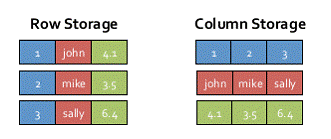 Row Storage Column Storage
1 john 4.1 1 2 3
2 mike 3.5 john mike sally
3 sally 6.4 4.1 3.5 6.4